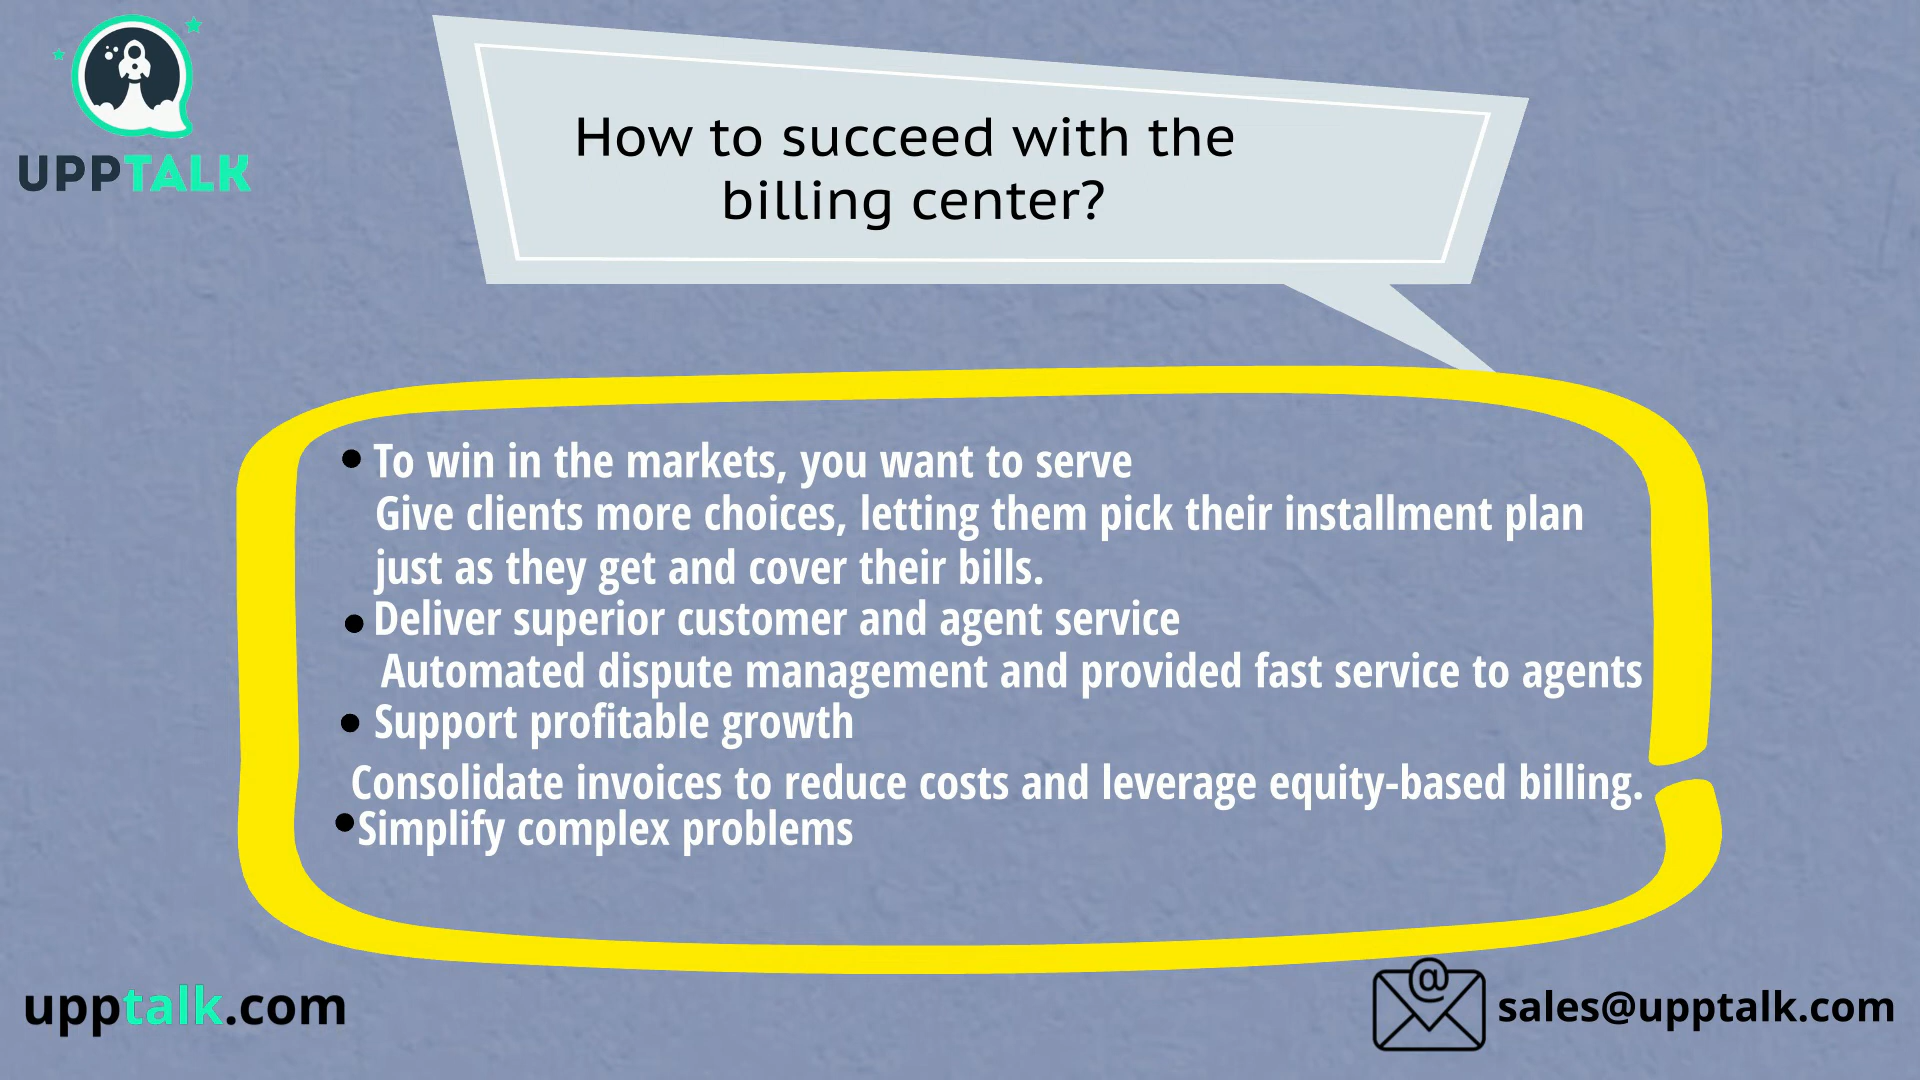 UPPTALK
How to succeed with the
billing center?
• To win in the markets, you want to serve
Give clients more choices, letting them pick their installment plan
just as they get and cover their bills.
• Deliver superior customer and agent service
Automated dispute management and provided fast service to agents
• Support profitable growth
Consolidate invoices to reduce costs and leverage equity-based billing.
• Simplify complex problems
upptalk.com
@
sales@upptalk.com